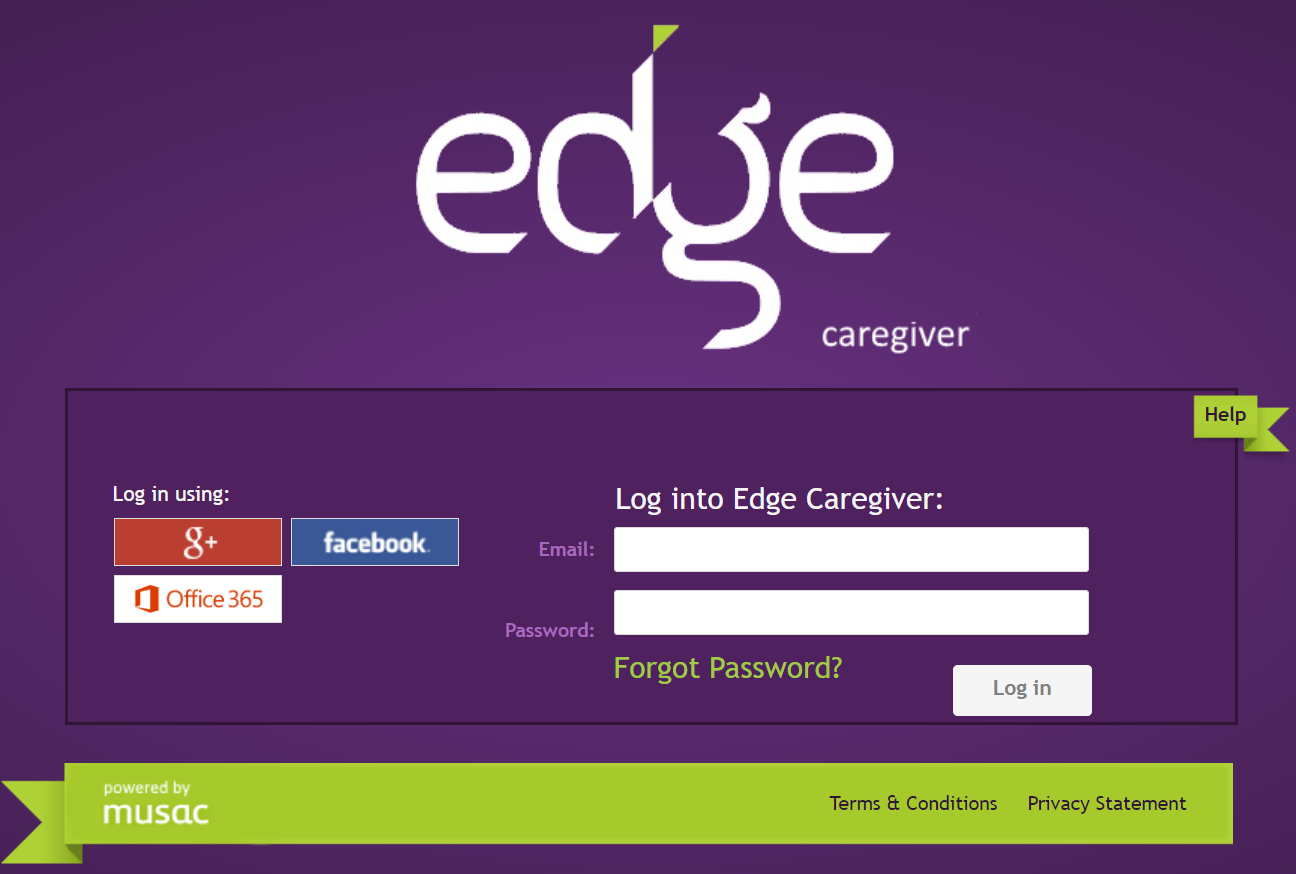 edge
caregiver
Help
Log in using:
g+ facebook
Office 365
Log into Edge Caregiver:
Email:
Password:
Forgot Password?
Log in
powered by
musac
Terms & Conditions Privacy Statement